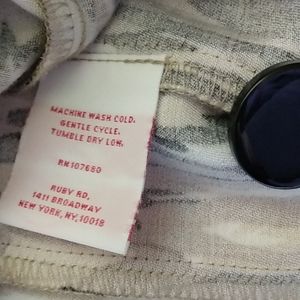 MACHINE WASH COLD.
GENTLE CYCLE.
TUMBLE DRY LOW.
RN107680
RUBY RD,
1411 BROADWAY
NEW YORK, NY, 10018